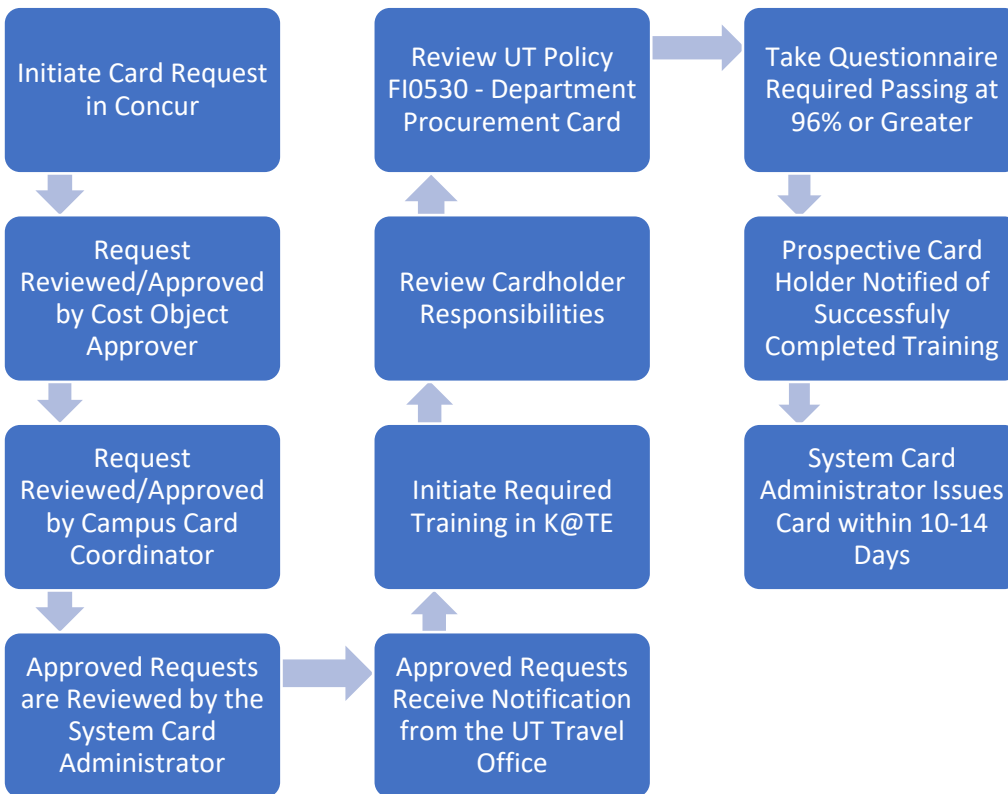 Initiate Card Request
in Concur
Request
Reviewed/Approved
by Cost Object
Approver
Request
Reviewed/Approved
by Campus Card
Coordinator
Approved Requests
are Reviewed by the
System Card
Administrator
Approved Requests
Receive Notification
from the UT Travel
Office
Initiate Required
Training in K@TE
Review Cardholder
Responsibilities
Review UT Policy
FI0530 - Department
Procurement Card
Take Questionnaire
Required Passing at
96% or Greater
Prospective Card
Holder Notified of
Successfuly
Completed Training
System Card
Administrator Issues
Card within 10-14
Days